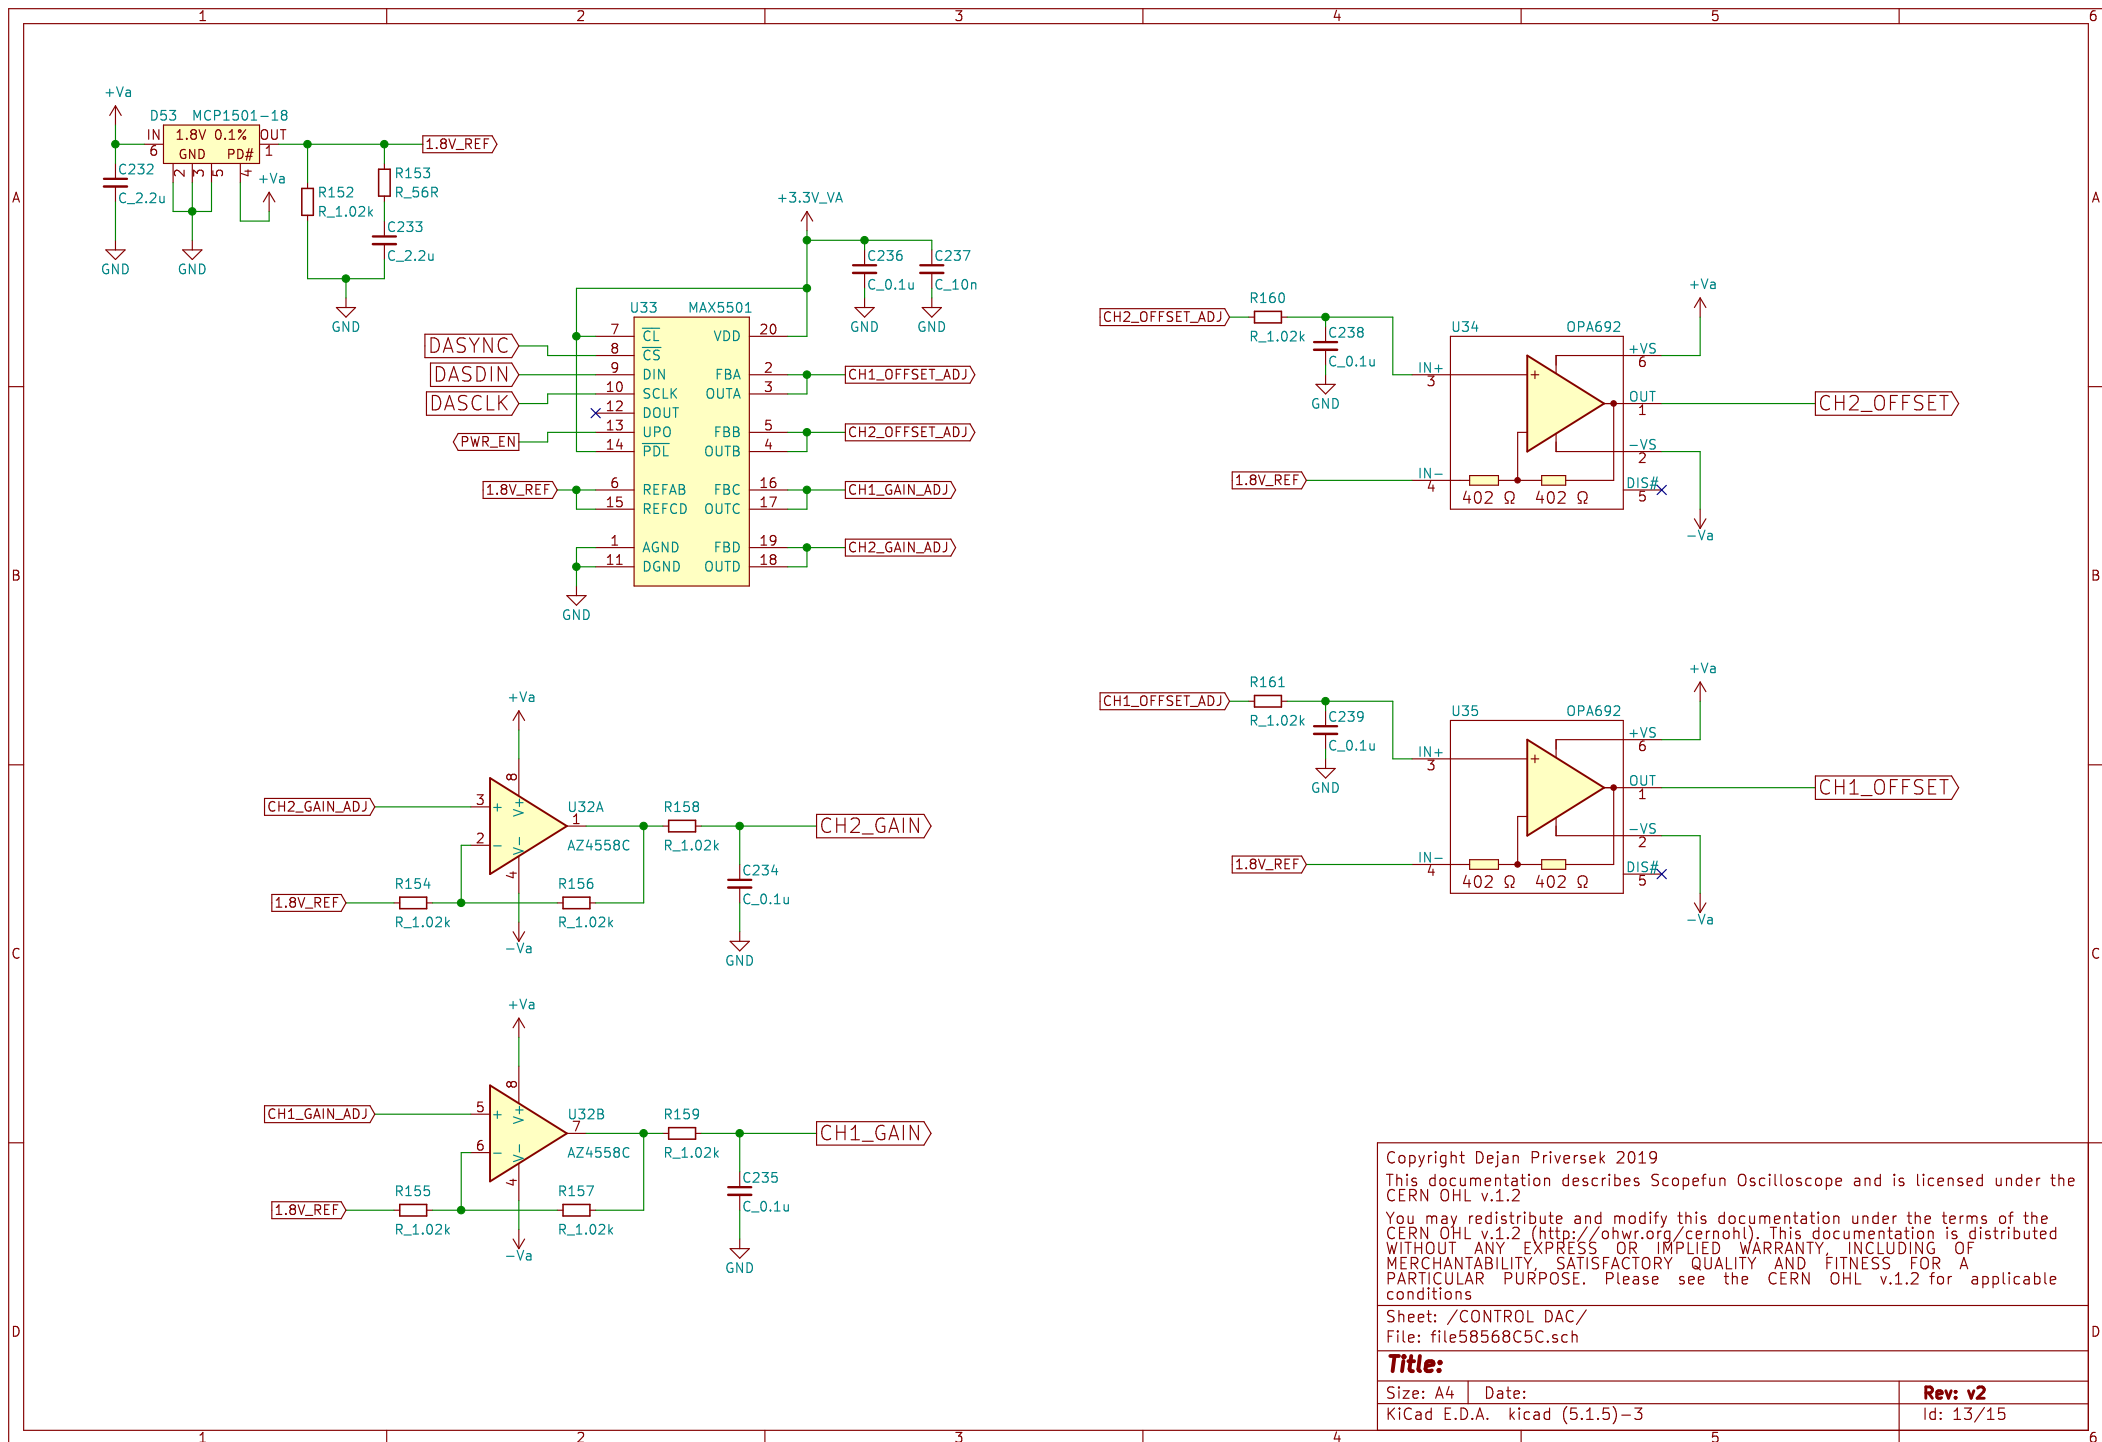 1 2 3 4 5 6
A A
B B
C C
D D
+Va
D53 MCP1501-18
IN 1.8V 0.1% OUT
6 GND PD# 1
2 3 5 4
+Va
C232
C_2.2u
GND
GND
R152
R_1.02k
R153
R_56R
C233
C_2.2u
GND
1.8V_REF
+3.3V_VA
C236
C_0.1u
GND
C237
C_10n
GND
U33 MAX5501
7 CL VDD 20
8 CS
9 DIN FBA 2
10 SCLK OUTA 3
12 DOUT
13 UPO FBB 5
14 PDL OUTB 4
6 REFAB FBC 16
15 REFCD OUTC 17
1 AGND FBD 19
11 DGND OUTD 18
DASYNC
DASDIN
DASCLK
PWR_EN
1.8V_REF
GND
CH1_OFFSET_ADJ
CH2_OFFSET_ADJ
CH1_GAIN_ADJ
CH2_GAIN_ADJ
CH2_OFFSET_ADJ
R160
R_1.02k
C238
C_0.1u
GND
1.8V_REF
U34 OPA692
IN+
3
+
IN-
4
402 Ω 402 Ω
+VS
6
OUT
1
-VS
2
DIS#
5
+Va
-Va
CH2_OFFSET
CH1_OFFSET_ADJ
R161
R_1.02k
C239
C_0.1u
GND
1.8V_REF
U35 OPA692
IN+
3
+
IN-
4
402 Ω 402 Ω
+VS
6
OUT
1
-VS
2
DIS#
5
+Va
-Va
CH1_OFFSET
+Va
CH2_GAIN_ADJ
3 + 8 V+
2 - 4 V-
U32A
1
AZ4558C
R158
R_1.02k
CH2_GAIN
C234
C_0.1u
GND
1.8V_REF
R154
R_1.02k
R156
R_1.02k
-Va
+Va
CH1_GAIN_ADJ
5 + 8 V+
6 - 4 V-
U32B
7
AZ4558C
R159
R_1.02k
CH1_GAIN
C235
C_0.1u
GND
1.8V_REF
R155
R_1.02k
R157
R_1.02k
-Va
Copyright Dejan Priversek 2019
This documentation describes Scopefun Oscilloscope and is licensed under the
CERN OHL v.1.2
You may redistribute and modify this documentation under the terms of the
CERN OHL v.1.2 (http://ohwr.org/cernohl). This documentation is distributed
WITHOUT ANY EXPRESS OR IMPLIED WARRANTY, INCLUDING OF
MERCHANTABILITY, SATISFACTORY QUALITY AND FITNESS FOR A
PARTICULAR PURPOSE. Please see the CERN OHL v.1.2 for applicable
conditions
Sheet: /CONTROL DAC/
File: file58568C5C.sch
Title:
Size: A4 Date: Rev: v2
KiCad E.D.A. kicad (5.1.5)-3 Id: 13/15
1 2 3 4 5 6